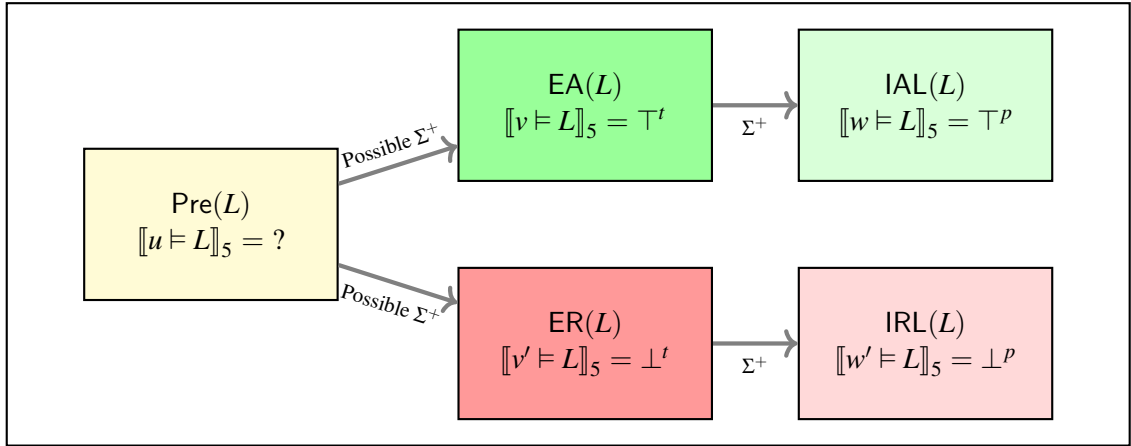 Pre(L)
⟦u ⊨ L⟧₅ = ?
Possible Σ⁺
Possible Σ⁺
EA(L)
⟦v ⊨ L⟧₅ = ⊤ᵗ
Σ⁺
IAL(L)
⟦w ⊨ L⟧₅ = ⊤ᵖ
ER(L)
⟦v′ ⊨ L⟧₅ = ⊥ᵗ
Σ⁺
IRL(L)
⟦w′ ⊨ L⟧₅ = ⊥ᵖ